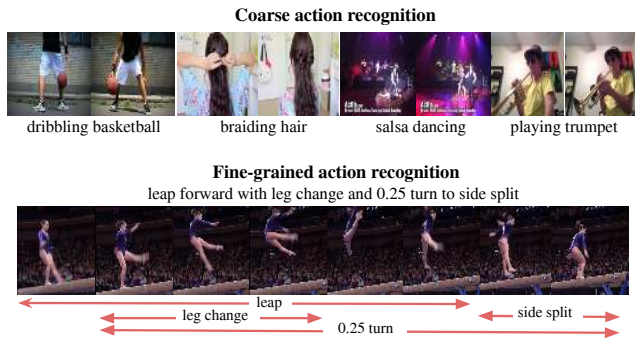 Coarse action recognition
dribbling basketball
braiding hair
salsa dancing
playing trumpet
Fine-grained action recognition
leap forward with leg change and 0.25 turn to side split
leap
leg change
side split
0.25 turn